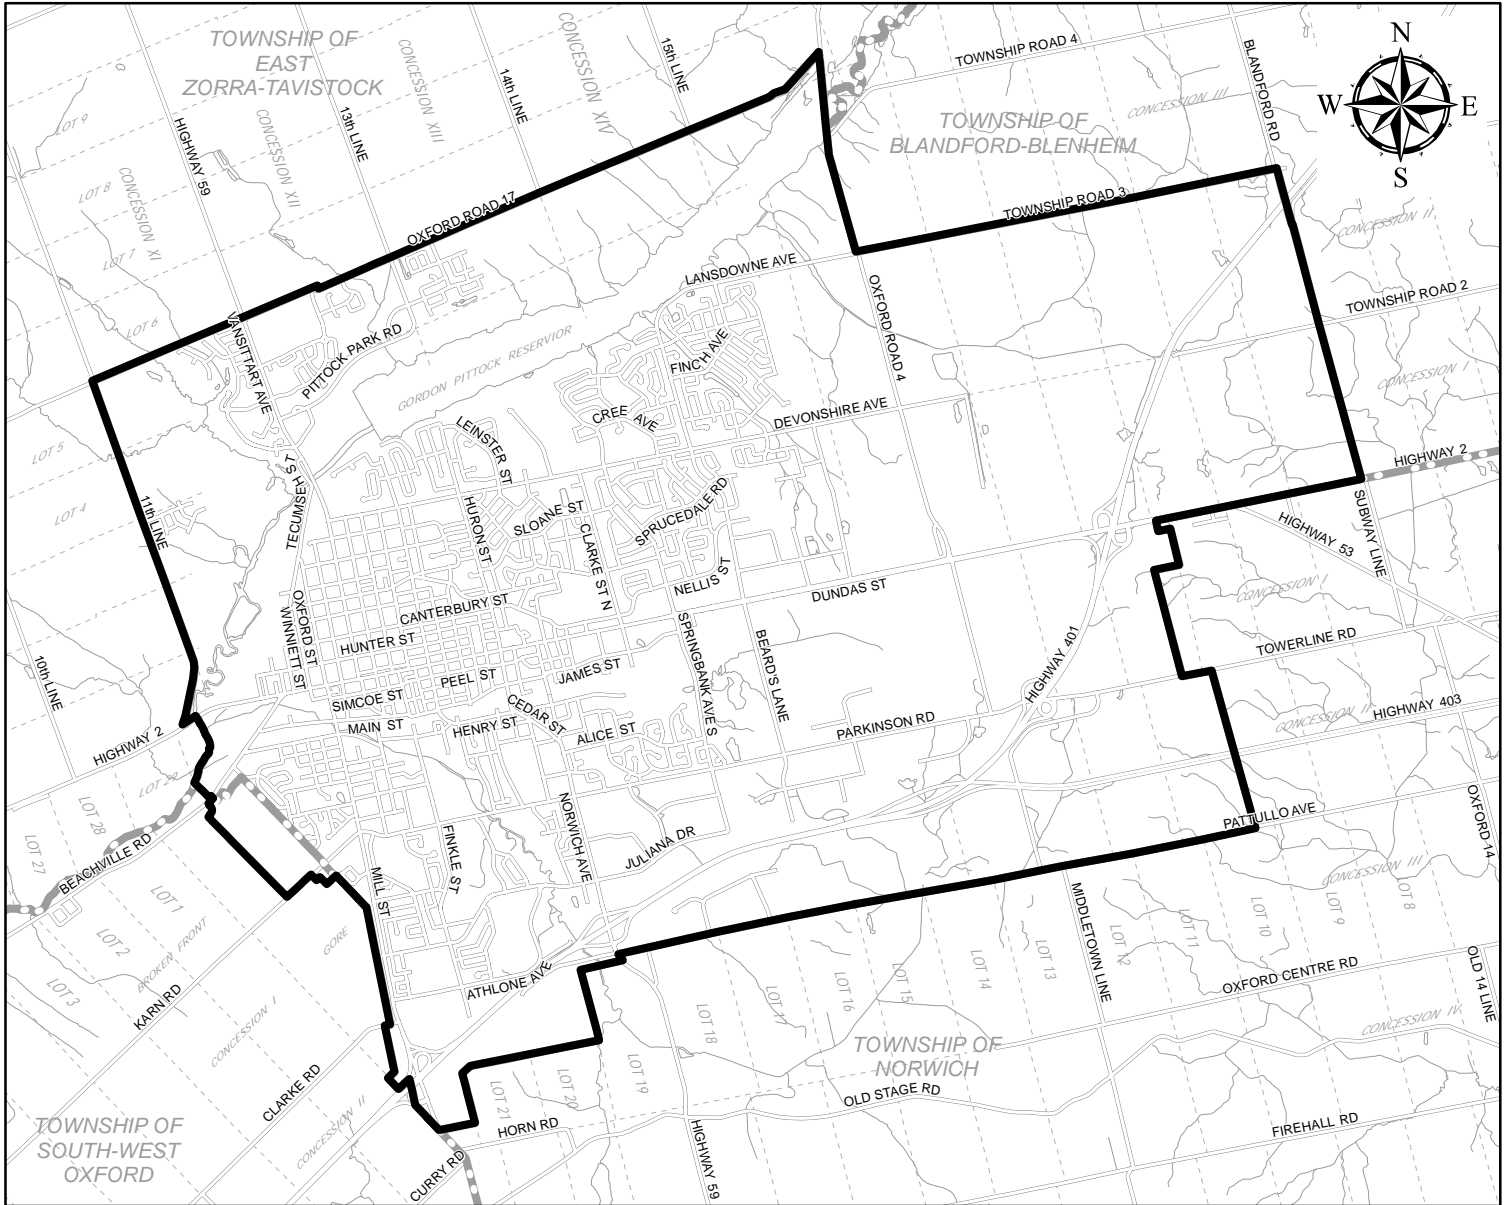 TOWNSHIP OF
EAST
ZORRA-TAVISTOCK
CONCESSION XIII
CONCESSION XIV
15th LINE
14th LINE
13th LINE
HIGHWAY 59
CONCESSION XII
CONCESSION XI
LOT 9
LOT 8
LOT 7
LOT 6
LOT 5
LOT 4
TOWNSHIP ROAD 4
BLANDFORD RD
CONCESSION III
TOWNSHIP OF
BLANDFORD-BLENHEIM
N
W
E
S
OXFORD ROAD 17
TOWNSHIP ROAD 3
CONCESSION II
LANSDOWNE AVE
OXFORD ROAD 4
TOWNSHIP ROAD 2
VANSITTART AVE
PITTOCK PARK RD
GORDON PITTOCK RESERVIOR
FINCH AVE
CREE AVE
DEVONSHIRE AVE
CONCESSION I
LEINSTER ST
TECUMSEH ST
HURON ST
SLOANE ST
CLARKE ST N
SPRUCEDALE RD
NELLIS ST
11th LINE
HIGHWAY 2
SUBWAY LINE
HIGHWAY 53
CONCESSION I
DUNDAS ST
CANTERBURY ST
OXFORD ST
WINNIETT ST
HUNTER ST
SPRINGBANK AVE S
BEARD'S LANE
HIGHWAY 401
TOWERLINE RD
10th LINE
PEEL ST
JAMES ST
SIMCOE ST
MAIN ST
HENRY ST
CEDAR ST
ALICE ST
PARKINSON RD
CONCESSION II
HIGHWAY 403
HIGHWAY 2
LOT 29
LOT 28
LOT 27
BEACHVILLE RD
NORWICH AVE
JULIANA DR
FINKLE ST
MILL ST
PATTULLO AVE
OXFORD 14
CONCESSION III
LOT 1
LOT 2
LOT 3
BROKEN FRONT
GORE
KARN RD
CONCESSION I
ATHLONE AVE
MIDDLETOWN LINE
LOT 8
LOT 9
LOT 10
LOT 11
LOT 12
LOT 13
LOT 14
LOT 15
LOT 16
LOT 17
LOT 18
LOT 19
LOT 20
LOT 21
OXFORD CENTRE RD
OLD 14 LINE
CONCESSION IV
TOWNSHIP OF
NORWICH
CLARKE RD
CONCESSION II
OLD STAGE RD
HORN RD
CURRY RD
HIGHWAY 59
FIREHALL RD
TOWNSHIP OF
SOUTH-WEST
OXFORD